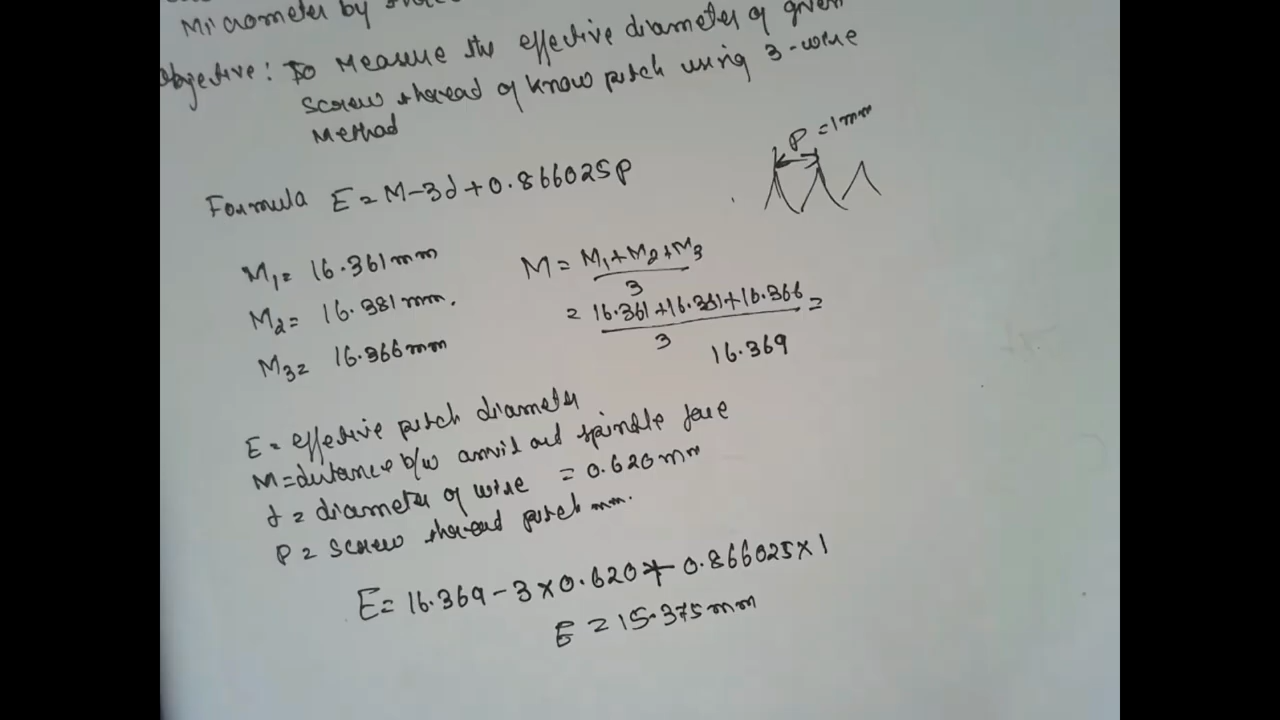 Micrometer by
Objective: To Measure the effective diameter of given
Screw thread of know pitch using 3-wire
Method
P = 1mm
Formula E = M-3d+0.866025P
M1= 16.361mm
M2= 16.381mm.
M3= 16.366mm
M = M1+M2+M3
3
= 16.361+16.381+16.366 =
3
16.369
E = effective pitch diameter
M=distance b/w anvil and spindle face
d = diameter of wire = 0.620mm
P = Screw thread pitch mm.
E= 16.369-3×0.620+0.866025×1
E = 15.375mm